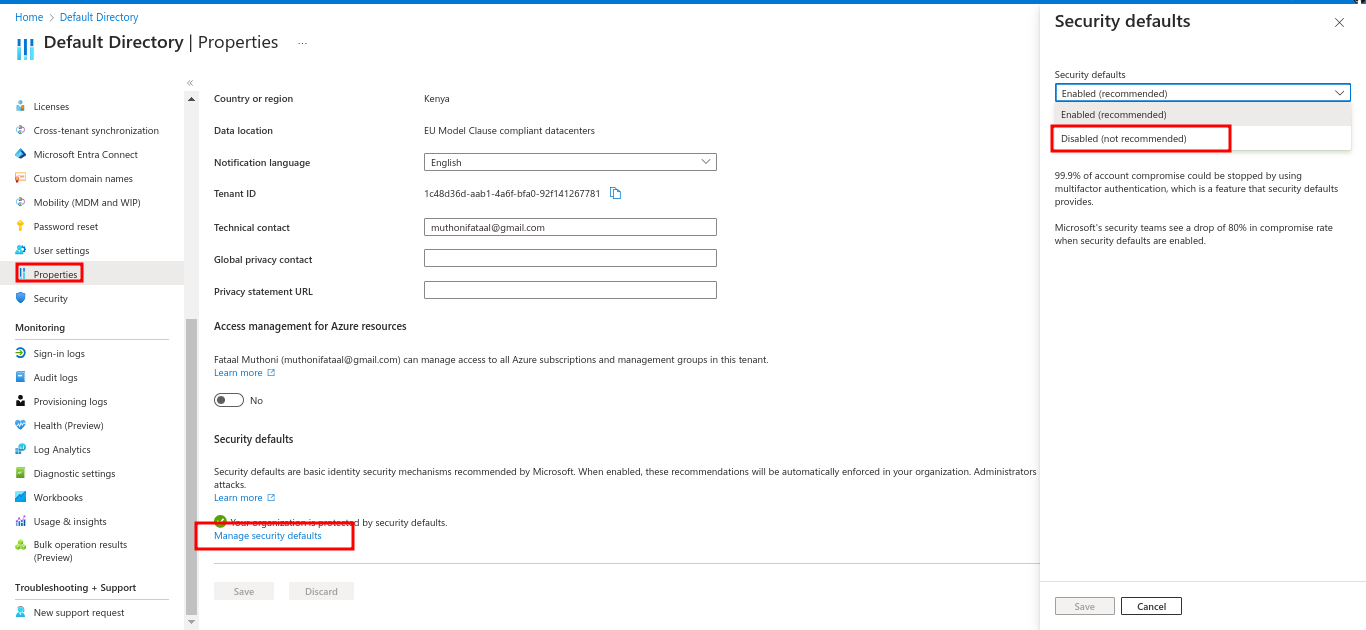 Home > Default Directory
Default Directory | Properties ...
«
Licenses
Cross-tenant synchronization
Microsoft Entra Connect
Custom domain names
Mobility (MDM and WIP)
Password reset
User settings
Properties
Security
Monitoring
Sign-in logs
Audit logs
Provisioning logs
Health (Preview)
Log Analytics
Diagnostic settings
Workbooks
Usage & insights
Bulk operation results
(Preview)
Troubleshooting + Support
New support request
Country or region Kenya
Data location EU Model Clause compliant datacenters
Notification language English
Tenant ID 1c48d36d-aab1-4a6f-bfa0-92f141267781
Technical contact muthonifataal@gmail.com
Global privacy contact
Privacy statement URL
Access management for Azure resources
Fataal Muthoni (muthonifataal@gmail.com) can manage access to all Azure subscriptions and management groups in this tenant.
Learn more
No
Security defaults
Security defaults are basic identity security mechanisms recommended by Microsoft. When enabled, these recommendations will be automatically enforced in your organization. Administrators
attacks.
Learn more
Your organization is protected by security defaults.
Manage security defaults
Save Discard
Security defaults
Security defaults
Enabled (recommended)
Enabled (recommended)
Disabled (not recommended)
99.9% of account compromise could be stopped by using
multifactor authentication, which is a feature that security defaults
provides.
Microsoft's security teams see a drop of 80% in compromise rate
when security defaults are enabled.
Save Cancel